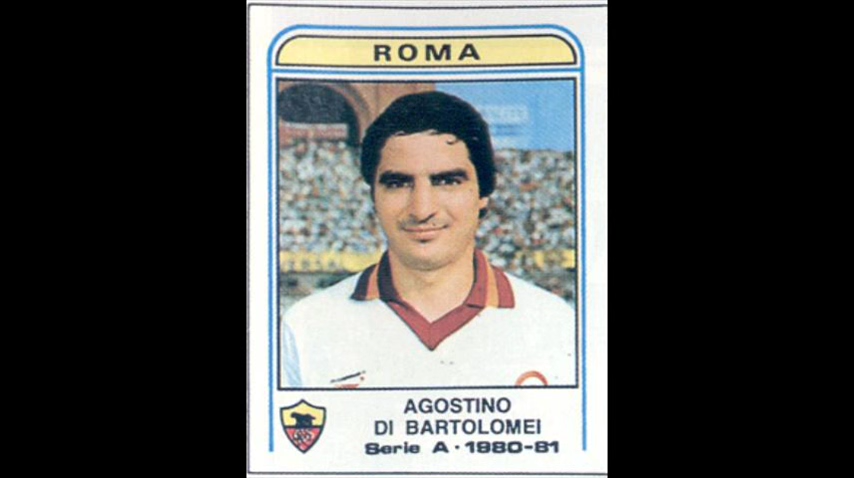 ROMA
AGOSTINO
DI BARTOLOMEI
Serie A · 1980-81